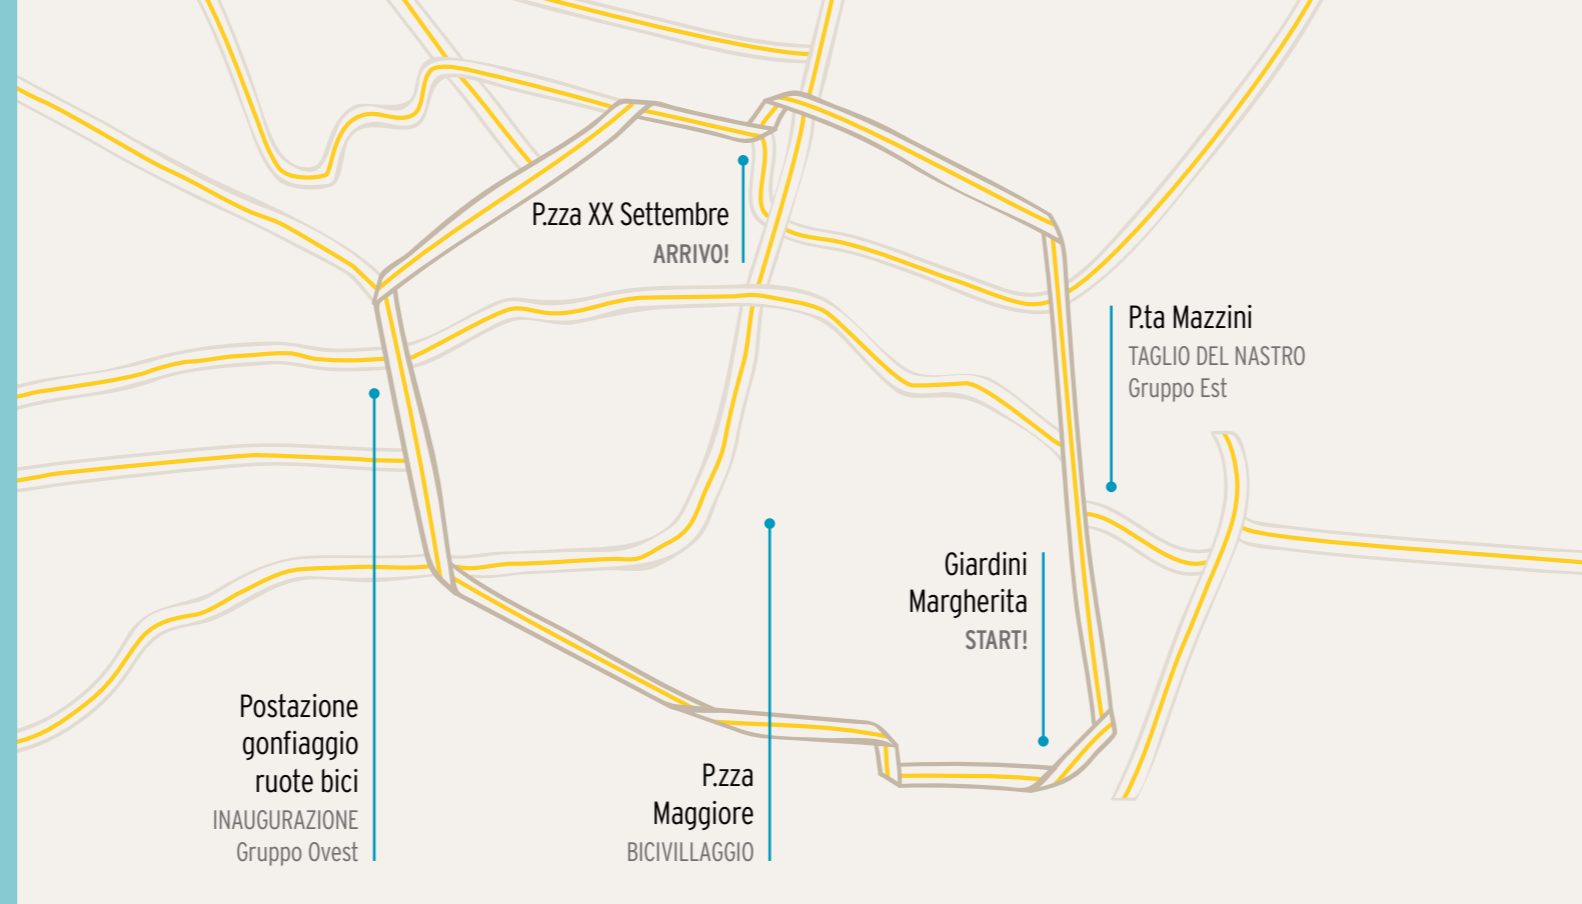 P.zza XX Settembre
ARRIVO!
P.ta Mazzini
TAGLIO DEL NASTRO
Gruppo Est
Giardini
Margherita
START!
Postazione
gonfiaggio
ruote bici
INAUGURAZIONE
Gruppo Ovest
P.zza
Maggiore
BICIVILLAGGIO